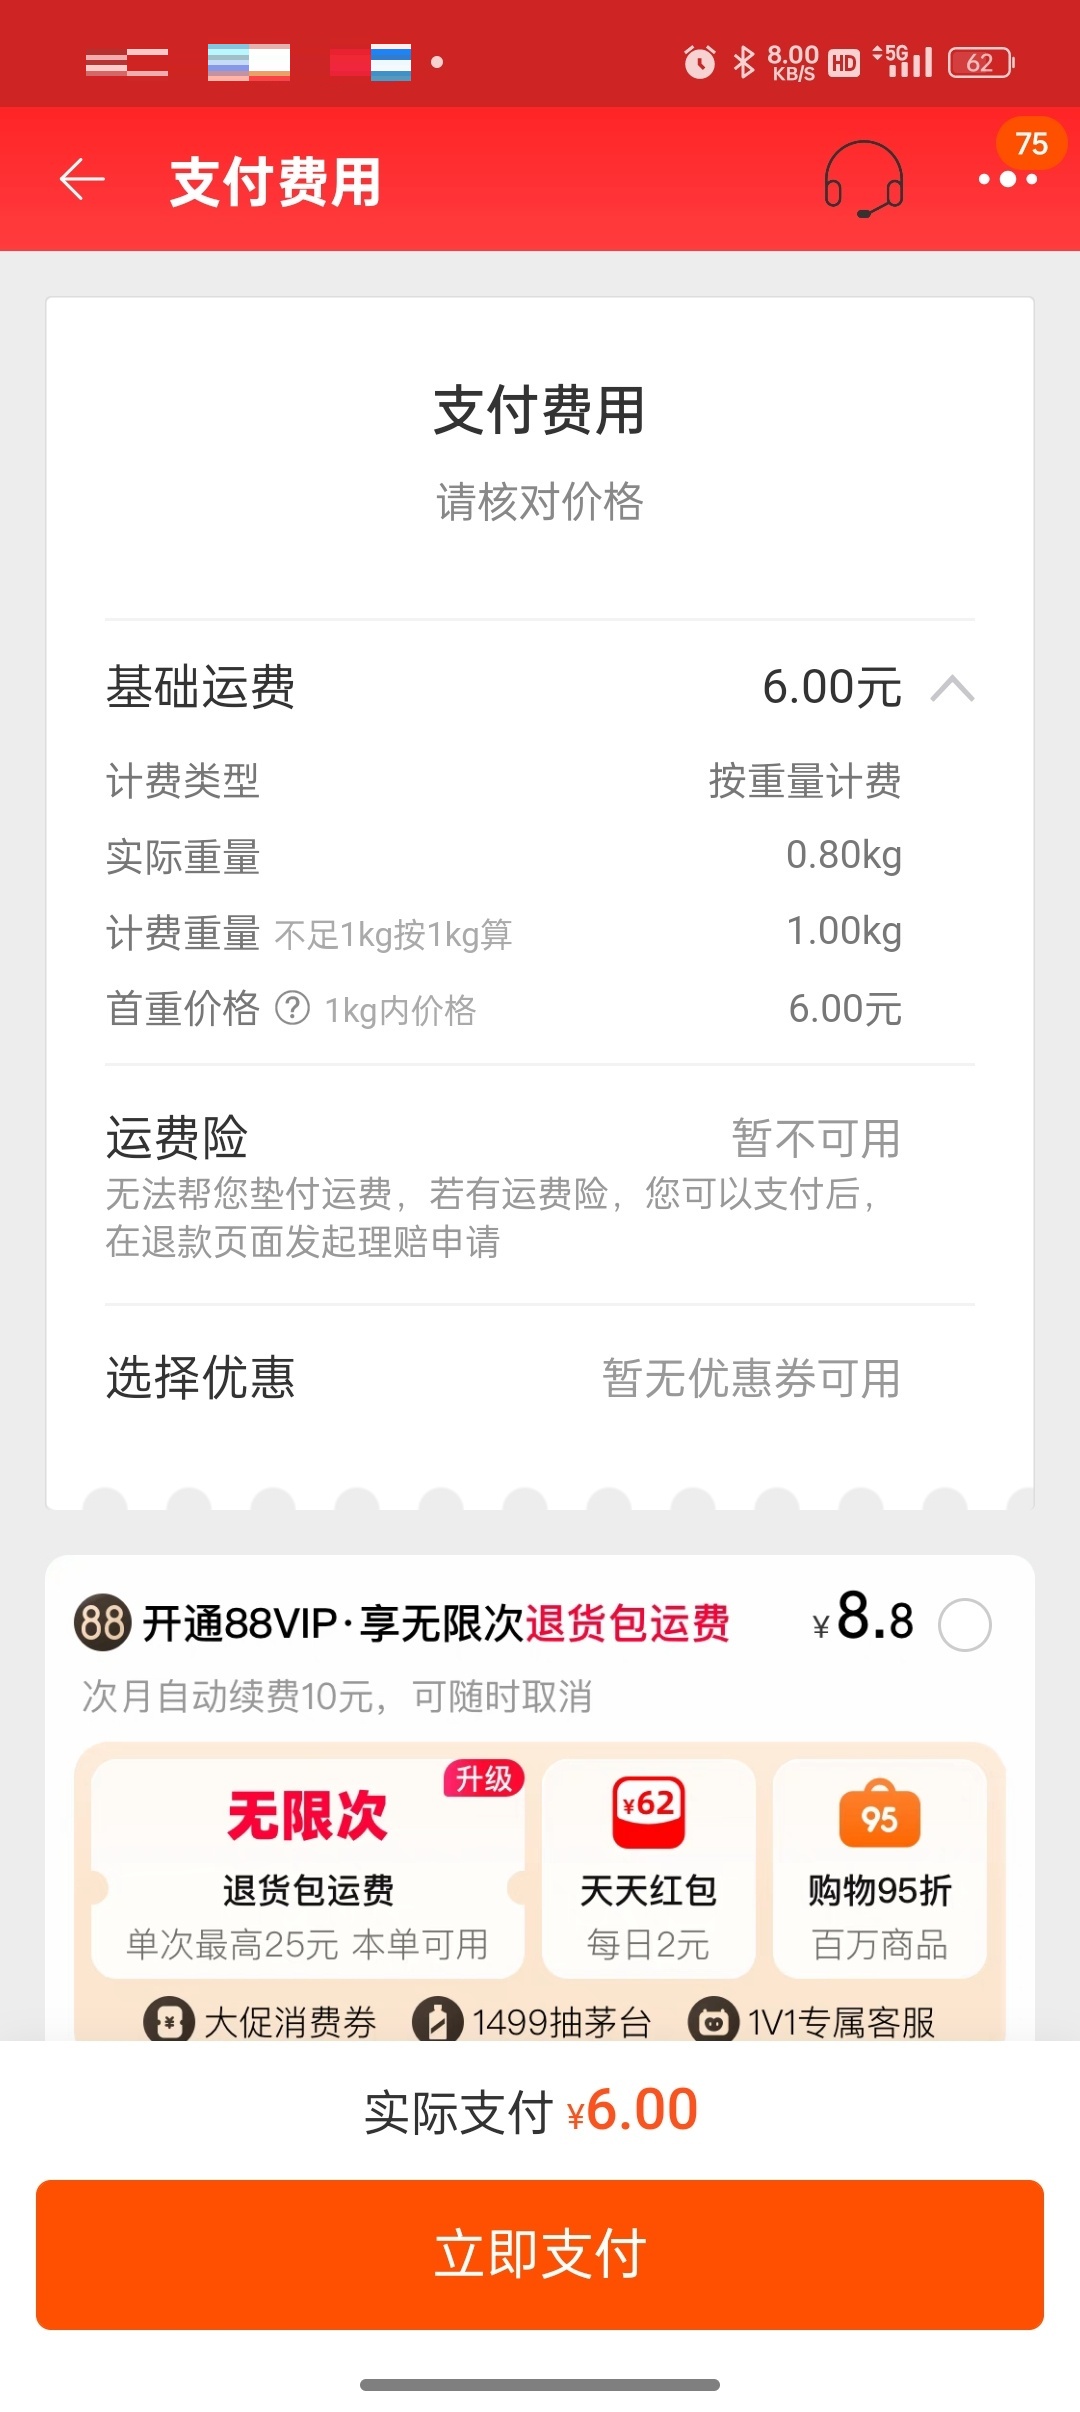 8.00 KB/S HD 5G 62
支付费用 75
支付费用
请核对价格
基础运费 6.00元
计费类型 按重量计费
实际重量 0.80kg
计费重量 不足1kg按1kg算 1.00kg
首重价格 ? 1kg内价格 6.00元
运费险 暂不可用
无法帮您垫付运费，若有运费险，您可以支付后，
在退款页面发起理赔申请
选择优惠 暂无优惠券可用
88 开通88VIP·享无限次退货包运费 ¥8.8
次月自动续费10元，可随时取消
升级
无限次 ¥62 95
退货包运费 天天红包 购物95折
单次最高25元 本单可用 每日2元 百万商品
¥ 大促消费券 1499抽茅台 1V1专属客服
实际支付 ¥6.00
立即支付